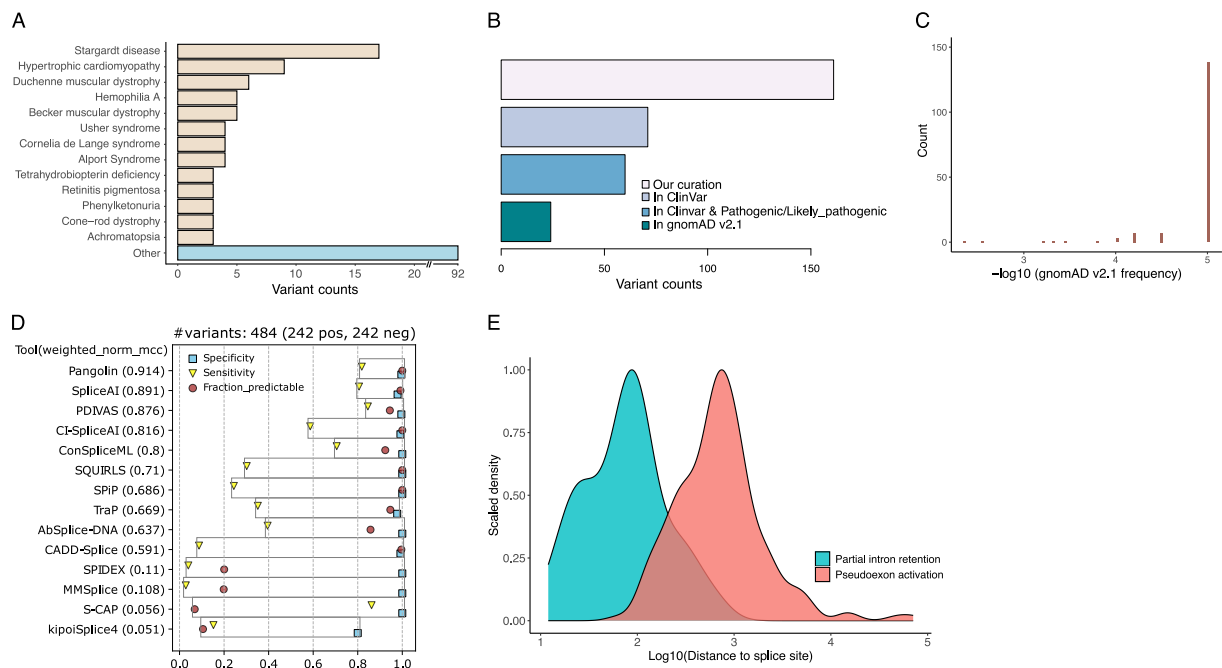 A
Stargardt disease
Hypertrophic cardiomyopathy
Duchenne muscular dystrophy
Hemophilia A
Becker muscular dystrophy
Usher syndrome
Cornelia de Lange syndrome
Alport Syndrome
Tetrahydrobiopterin deficiency
Retinitis pigmentosa
Phenylketonuria
Cone−rod dystrophy
Achromatopsia
Other
0 5 10 15 20 92
Variant counts
B
Our curation
In ClinVar
In Clinvar & Pathogenic/Likely_pathogenic
In gnomAD v2.1
0 50 100 150
Variant counts
C
150
100
50
0
Count
3 4 5
−log10 (gnomAD v2.1 frequency)
D
#variants: 484 (242 pos, 242 neg)
Tool(weighted_norm_mcc)
Specificity
Sensitivity
Fraction_predictable
Pangolin (0.914)
SpliceAI (0.891)
PDIVAS (0.876)
CI-SpliceAI (0.816)
ConSpliceML (0.8)
SQUIRLS (0.71)
SPiP (0.686)
TraP (0.669)
AbSplice-DNA (0.637)
CADD-Splice (0.591)
SPIDEX (0.11)
MMSplice (0.108)
S-CAP (0.056)
kipoiSplice4 (0.051)
0.0 0.2 0.4 0.6 0.8 1.0
E
1.00
0.75
0.50
0.25
0.00
Scaled density
Partial intron retention
Pseudoexon activation
1 2 3 4 5
Log10(Distance to splice site)